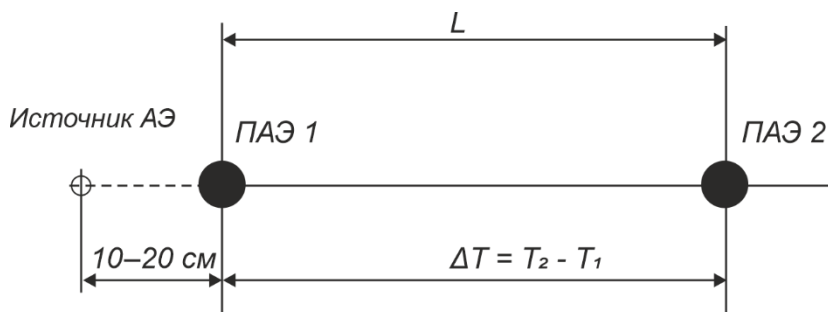 L
Источник АЭ
ПАЭ 1
ПАЭ 2
10–20 см
ΔT = T₂ - T₁